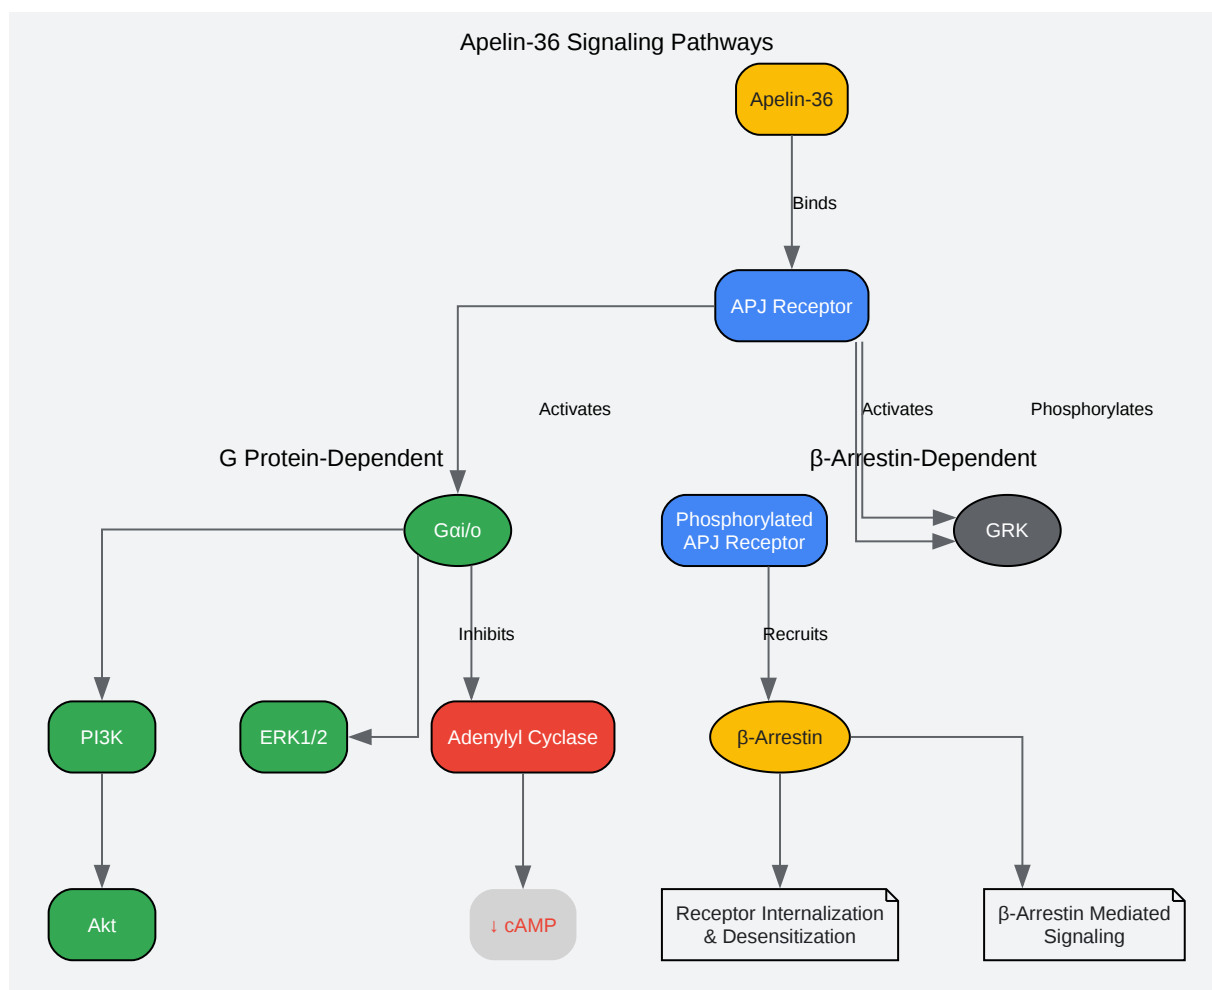 Apelin-36 Signaling Pathways
Apelin-36
Binds
APJ Receptor
Activates
Activates
Phosphorylates
G Protein-Dependent
β-Arrestin-Dependent
Gαi/o
Phosphorylated
APJ Receptor
GRK
Inhibits
Recruits
PI3K
ERK1/2
Adenylyl Cyclase
β-Arrestin
Akt
↓ cAMP
Receptor Internalization
& Desensitization
β-Arrestin Mediated
Signaling